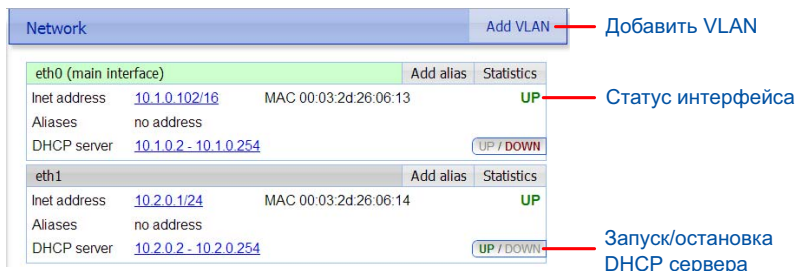 Network Add VLAN Добавить VLAN
eth0 (main interface) Add alias Statistics
Inet address 10.1.0.102/16 MAC 00:03:2d:26:06:13 UP Статус интерфейса
Aliases no address
DHCP server 10.1.0.2 - 10.1.0.254 UP / DOWN
eth1 Add alias Statistics
Inet address 10.2.0.1/24 MAC 00:03:2d:26:06:14 UP
Aliases no address
DHCP server 10.2.0.2 - 10.2.0.254 UP / DOWN
Запуск/остановка
DHCP сервера